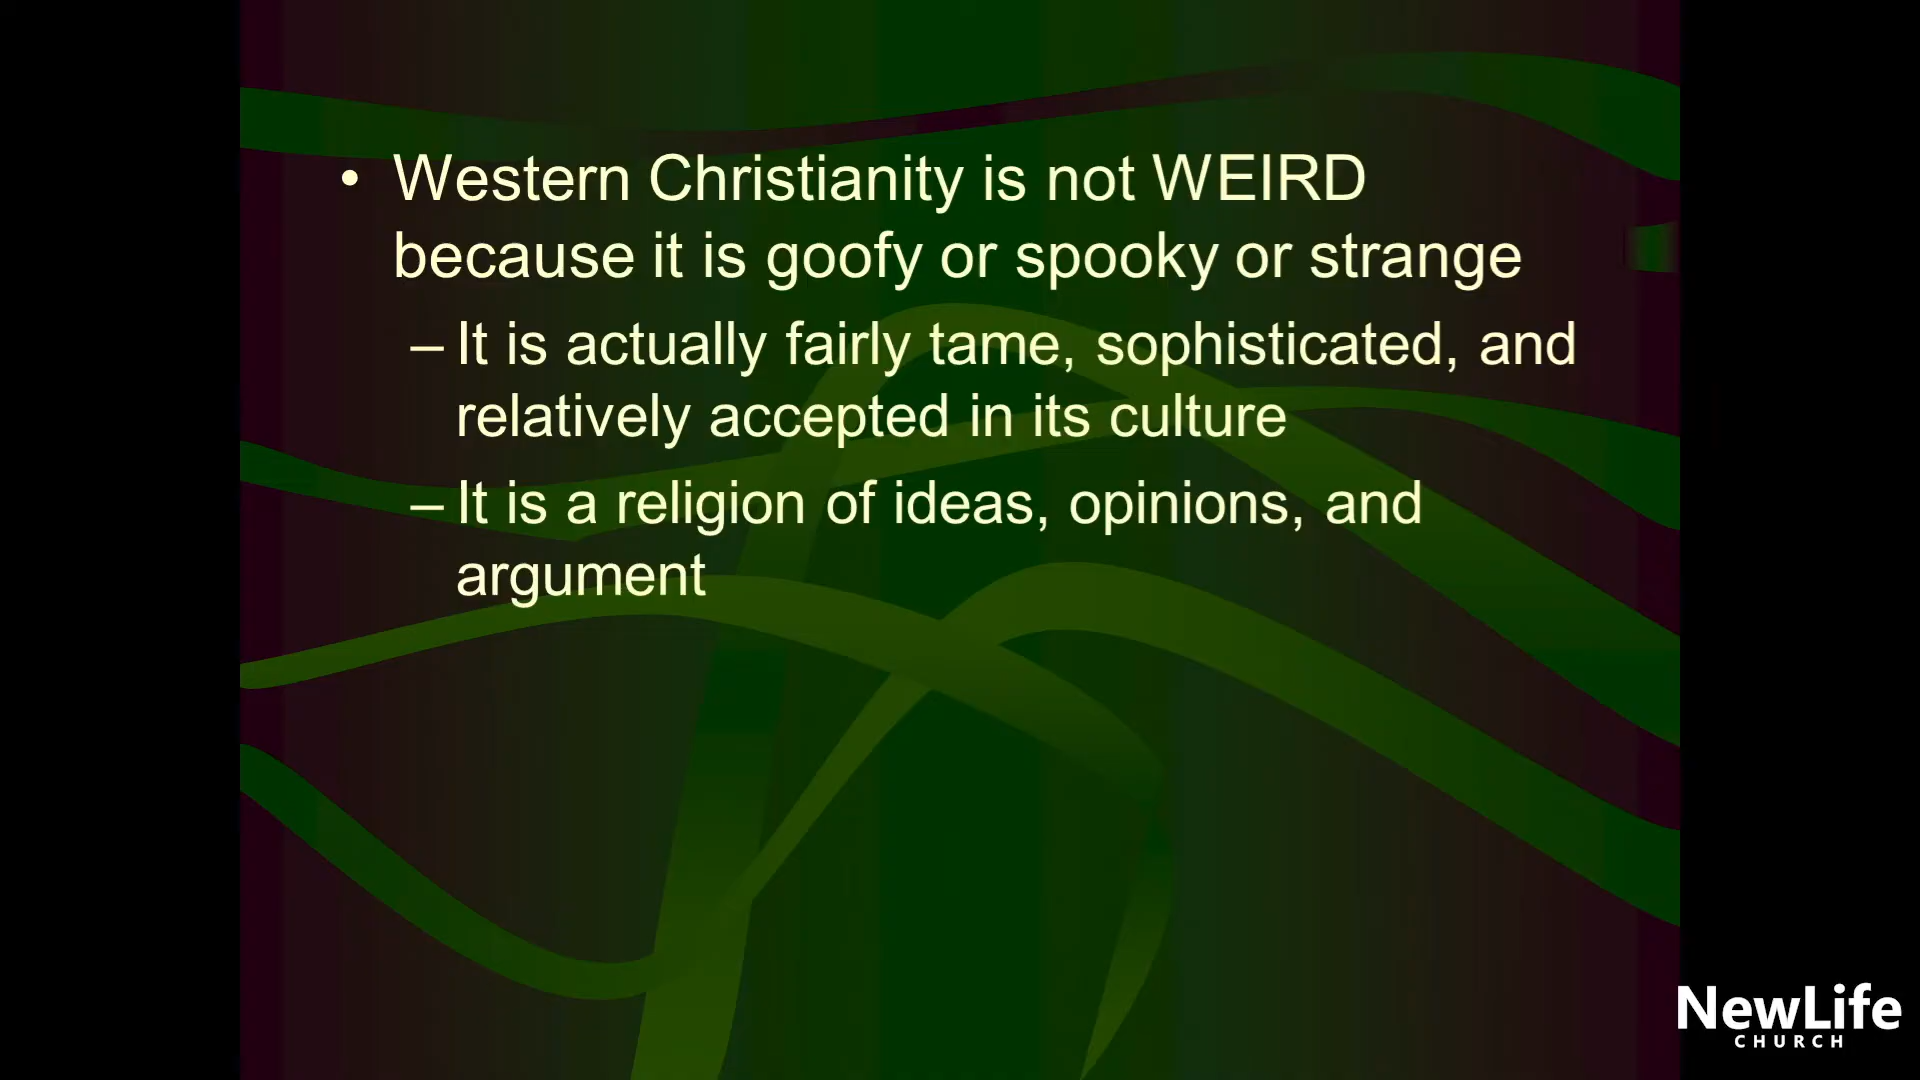 • Western Christianity is not WEIRD
because it is goofy or spooky or strange
– It is actually fairly tame, sophisticated, and
relatively accepted in its culture
– It is a religion of ideas, opinions, and
argument
NewLife
CHURCH